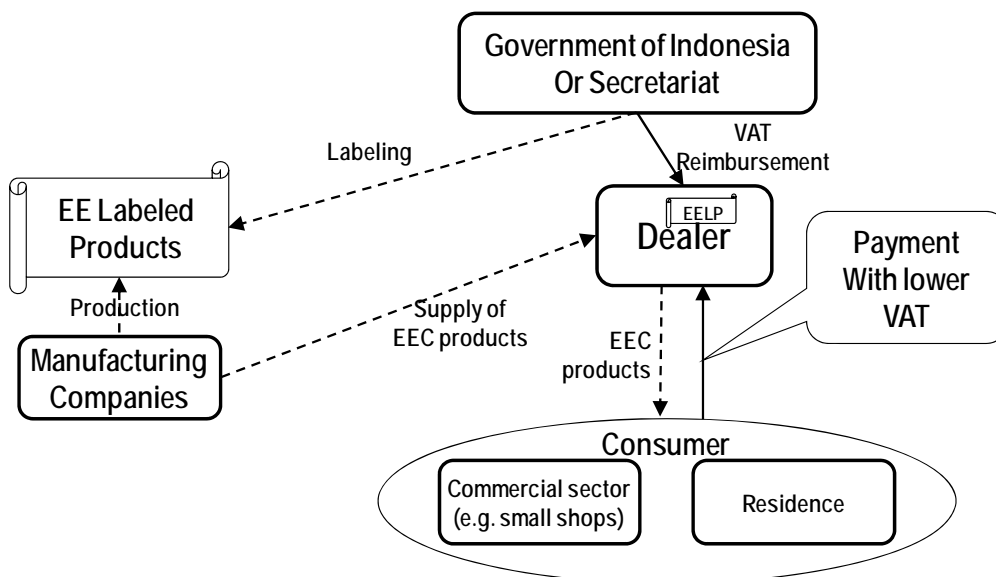 Government of Indonesia
Or Secretariat
Labeling
VAT
Reimbursement
EE Labeled
Products
EELP
Dealer
Payment
With lower
VAT
Production
Supply of
EEC products
EEC
products
Manufacturing
Companies
Consumer
Commercial sector
(e.g. small shops)
Residence